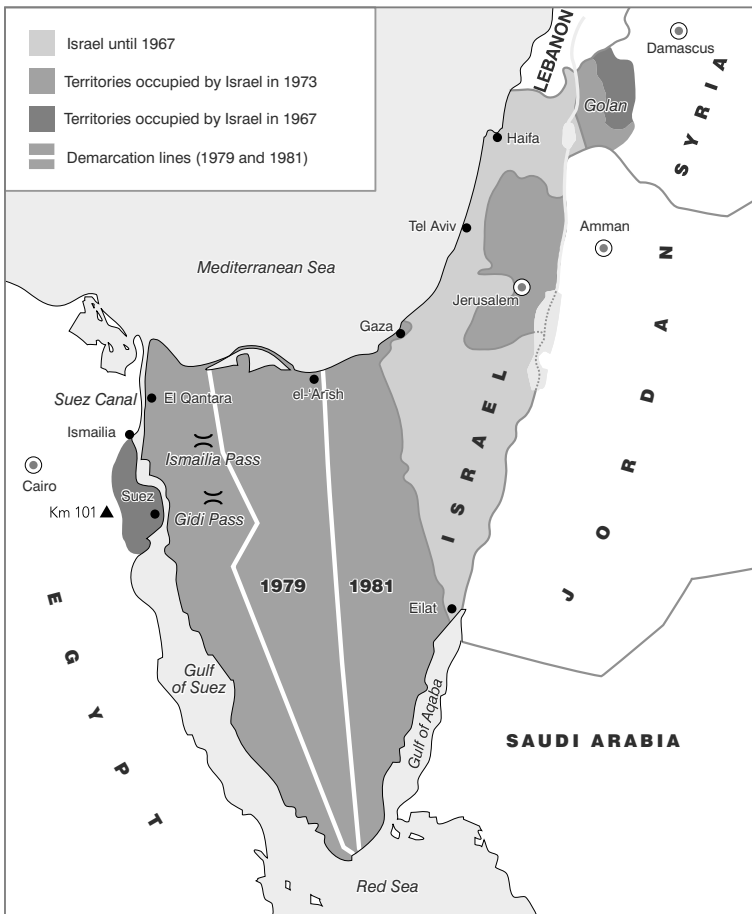 Israel until 1967
Territories occupied by Israel in 1973
Territories occupied by Israel in 1967
Demarcation lines (1979 and 1981)
LEBANON
Damascus
Golan
SYRIA
Haifa
Tel Aviv
Amman
Mediterranean Sea
Jerusalem
Gaza
Suez Canal
El Qantara
el-'Arīsh
Ismailia
Ismailia Pass
ISRAEL
JORDAN
Cairo
Suez
Km 101
Gidi Pass
1979
1981
Eilat
EGYPT
Gulf
of Suez
Gulf of Aqaba
SAUDI ARABIA
Red Sea